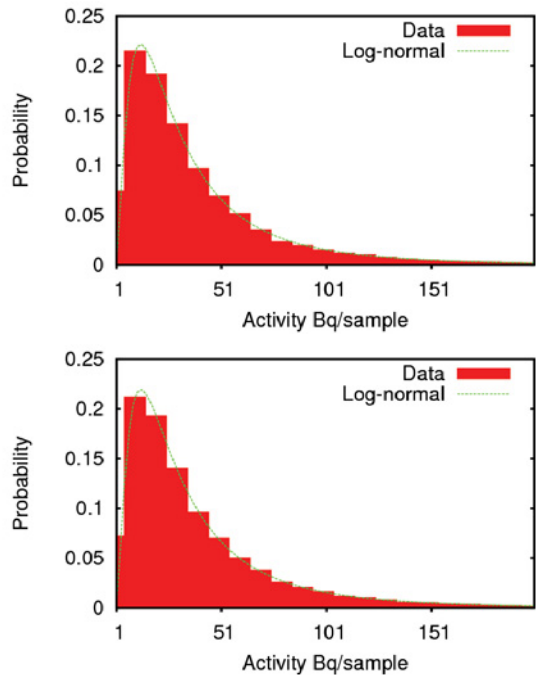 0.25
Data
Log-normal
0.2
0.15
0.1
0.05
0
Probability
1 51 101 151
Activity Bq/sample
0.25
Data
Log-normal
0.2
0.15
0.1
0.05
0
Probability
1 51 101 151
Activity Bq/sample